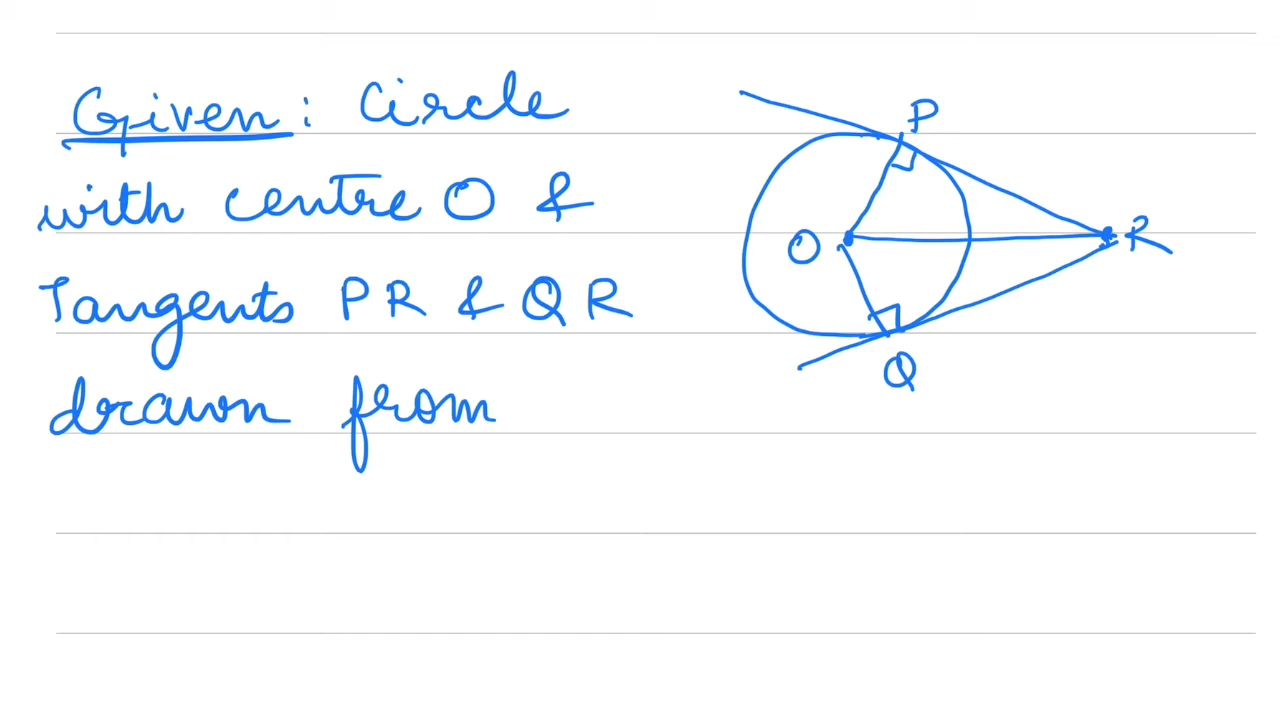 Given: Circle
with centre O &
Tangents PR & QR
drawn from
P
O
R
Q